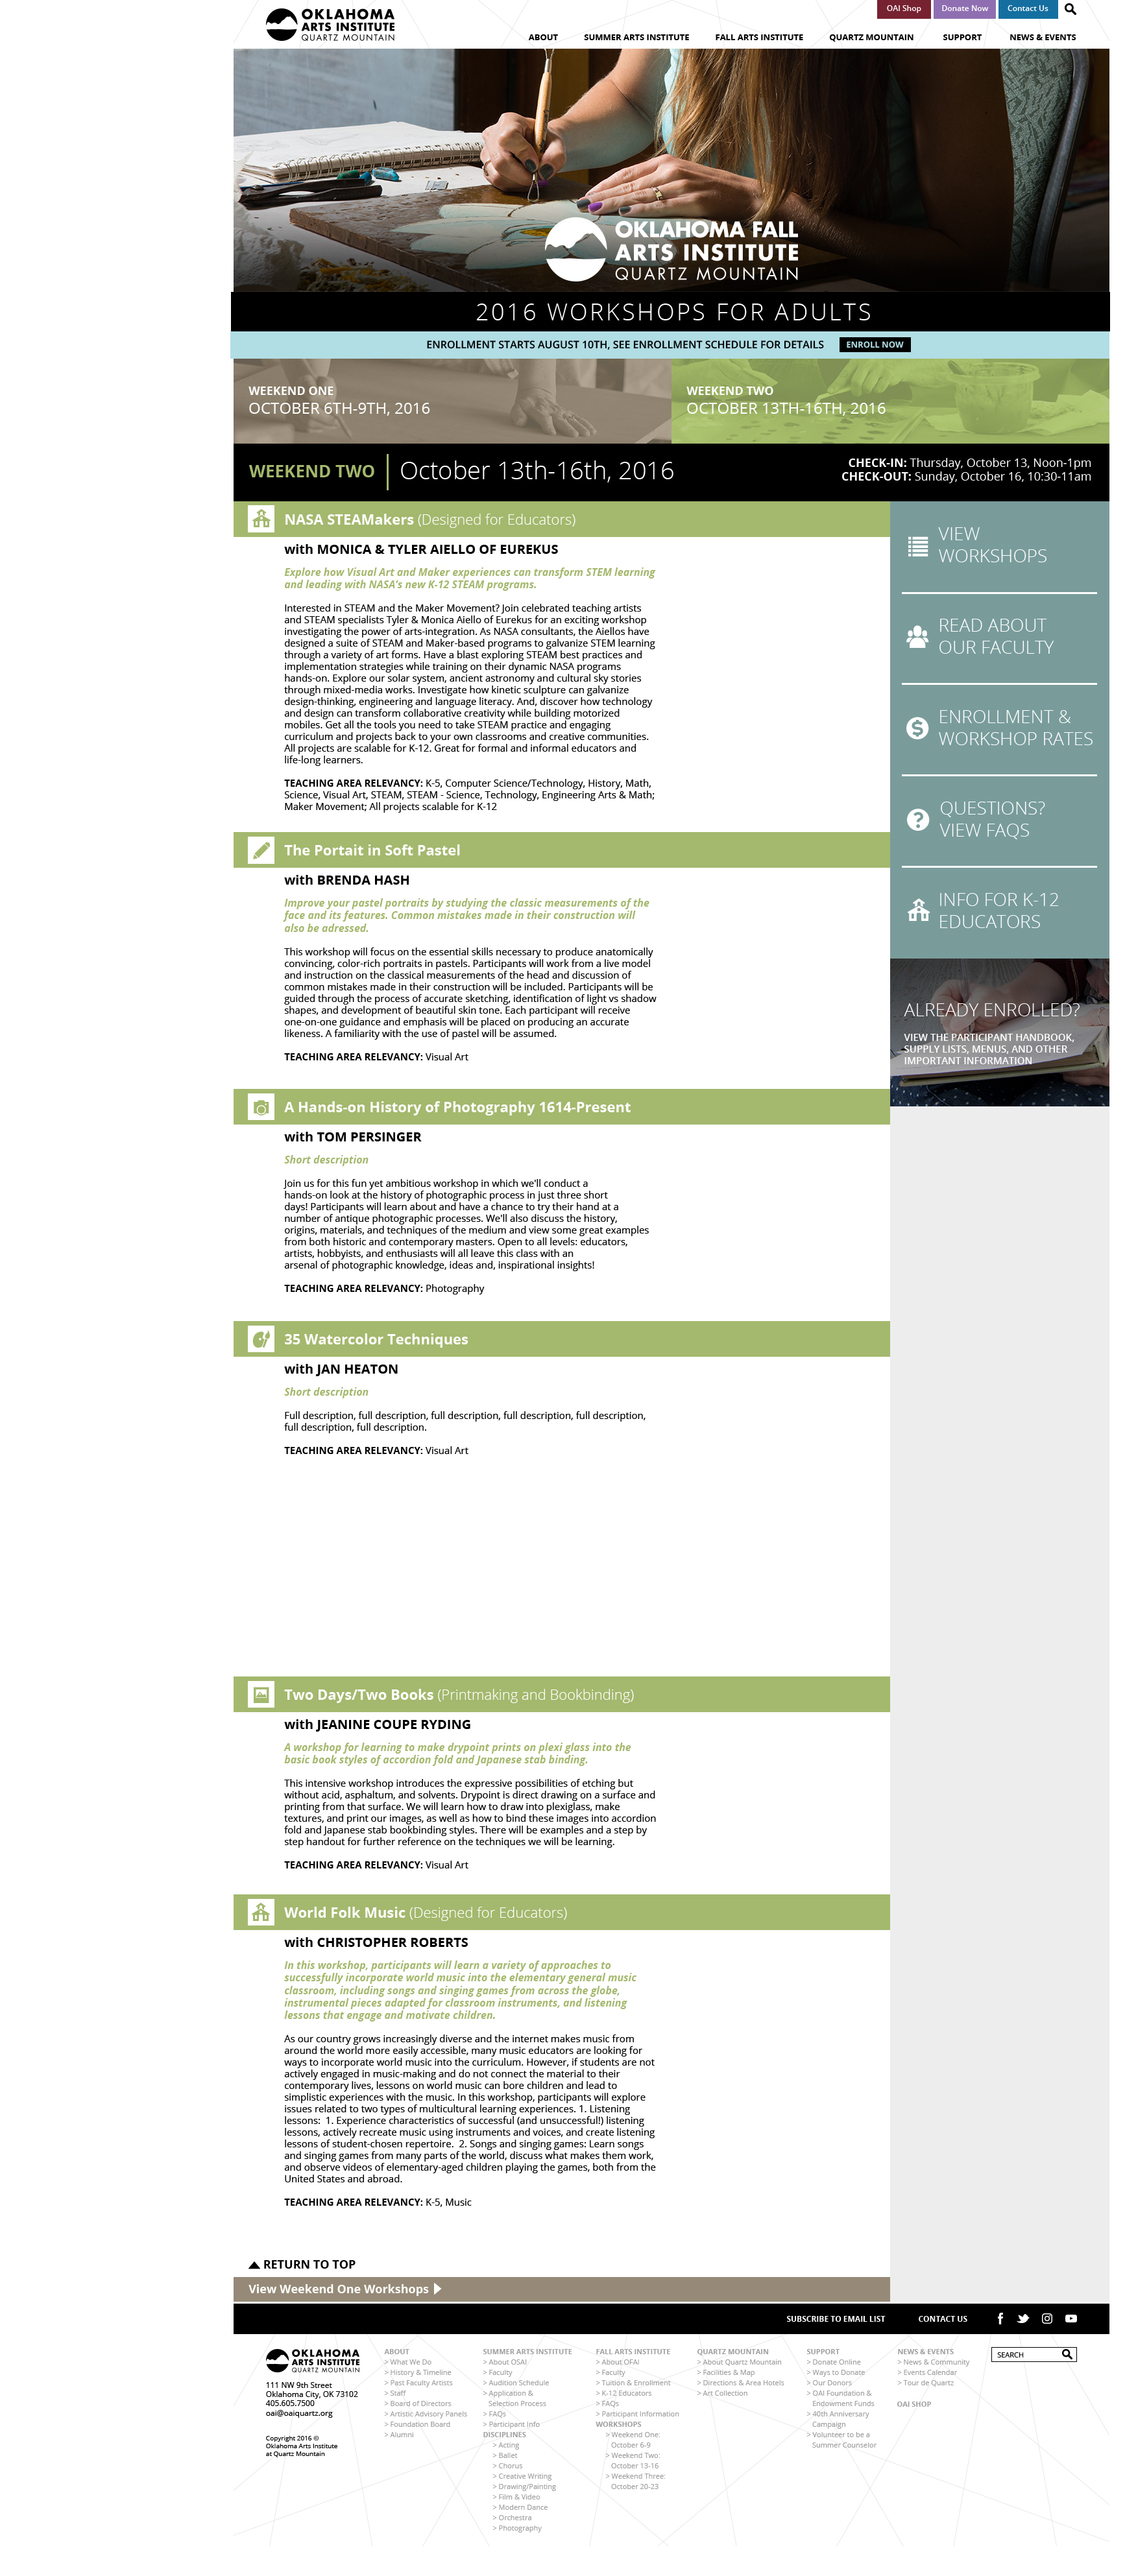 OKLAHOMA
ARTS INSTITUTE
QUARTZ MOUNTAIN
OAI Shop
Donate Now
Contact Us
ABOUT
SUMMER ARTS INSTITUTE
FALL ARTS INSTITUTE
QUARTZ MOUNTAIN
SUPPORT
NEWS & EVENTS
OKLAHOMA FALL
ARTS INSTITUTE
QUARTZ MOUNTAIN
2016 WORKSHOPS FOR ADULTS
ENROLLMENT STARTS AUGUST 10TH, SEE ENROLLMENT SCHEDULE FOR DETAILS
ENROLL NOW
WEEKEND ONE
OCTOBER 6TH-9TH, 2016
WEEKEND TWO
OCTOBER 13TH-16TH, 2016
WEEKEND TWO
October 13th-16th, 2016
CHECK-IN: Thursday, October 13, Noon-1pm
CHECK-OUT: Sunday, October 16, 10:30-11am
NASA STEAMakers (Designed for Educators)
with MONICA & TYLER AIELLO OF EUREKUS
Explore how Visual Art and Maker experiences can transform STEM learning
and leading with NASA's new K-12 STEAM programs.
Interested in STEAM and the Maker Movement? Join celebrated teaching artists
and STEAM specialists Tyler & Monica Aiello of Eurekus for an exciting workshop
investigating the power of arts-integration. As NASA consultants, the Aiellos have
designed a suite of STEAM and Maker-based programs to galvanize STEM learning
through a variety of art forms. Have a blast exploring STEAM best practices and
implementation strategies while training on their dynamic NASA programs
hands-on. Explore our solar system, ancient astronomy and cultural sky stories
through mixed-media works. Investigate how kinetic sculpture can galvanize
design-thinking, engineering and language literacy. And, discover how technology
and design can transform collaborative creativity while building motorized
mobiles. Get all the tools you need to take STEAM practice and engaging
curriculum and projects back to your own classrooms and creative communities.
All projects are scalable for K-12. Great for formal and informal educators and
life-long learners.
TEACHING AREA RELEVANCY: K-5, Computer Science/Technology, History, Math,
Science, Visual Art, STEAM, STEAM - Science, Technology, Engineering Arts & Math;
Maker Movement; All projects scalable for K-12
The Portait in Soft Pastel
with BRENDA HASH
Improve your pastel portraits by studying the classic measurements of the
face and its features. Common mistakes made in their construction will
also be adressed.
This workshop will focus on the essential skills necessary to produce anatomically
convincing, color-rich portraits in pastels. Participants will work from a live model
and instruction on the classical measurements of the head and discussion of
common mistakes made in their construction will be included. Participants will be
guided through the process of accurate sketching, identification of light vs shadow
shapes, and development of beautiful skin tone. Each participant will receive
one-on-one guidance and emphasis will be placed on producing an accurate
likeness. A familiarity with the use of pastel will be assumed.
TEACHING AREA RELEVANCY: Visual Art
A Hands-on History of Photography 1614-Present
with TOM PERSINGER
Short description
Join us for this fun yet ambitious workshop in which we'll conduct a
hands-on look at the history of photographic process in just three short
days! Participants will learn about and have a chance to try their hand at a
number of antique photographic processes. We'll also discuss the history,
origins, materials, and techniques of the medium and view some great examples
from both historic and contemporary masters. Open to all levels: educators,
artists, hobbyists, and enthusiasts will all leave this class with an
arsenal of photographic knowledge, ideas and, inspirational insights!
TEACHING AREA RELEVANCY: Photography
35 Watercolor Techniques
with JAN HEATON
Short description
Full description, full description, full description, full description, full description,
full description, full description.
TEACHING AREA RELEVANCY: Visual Art
Two Days/Two Books (Printmaking and Bookbinding)
with JEANINE COUPE RYDING
A workshop for learning to make drypoint prints on plexi glass into the
basic book styles of accordion fold and Japanese stab binding.
This intensive workshop introduces the expressive possibilities of etching but
without acid, asphaltum, and solvents. Drypoint is direct drawing on a surface and
printing from that surface. We will learn how to draw into plexiglass, make
textures, and print our images, as well as how to bind these images into accordion
fold and Japanese stab bookbinding styles. There will be examples and a step by
step handout for further reference on the techniques we will be learning.
TEACHING AREA RELEVANCY: Visual Art
World Folk Music (Designed for Educators)
with CHRISTOPHER ROBERTS
In this workshop, participants will learn a variety of approaches to
successfully incorporate world music into the elementary general music
classroom, including songs and singing games from across the globe,
instrumental pieces adapted for classroom instruments, and listening
lessons that engage and motivate children.
As our country grows increasingly diverse and the internet makes music from
around the world more easily accessible, many music educators are looking for
ways to incorporate world music into the curriculum. However, if students are not
actively engaged in music-making and do not connect the material to their
contemporary lives, lessons on world music can bore children and lead to
simplistic experiences with the music. In this workshop, participants will explore
issues related to two types of multicultural learning experiences. 1. Listening
lessons: 1. Experience characteristics of successful (and unsuccessful!) listening
lessons, actively recreate music using instruments and voices, and create listening
lessons of student-chosen repertoire. 2. Songs and singing games: Learn songs
and singing games from many parts of the world, discuss what makes them work,
and observe videos of elementary-aged children playing the games, both from the
United States and abroad.
TEACHING AREA RELEVANCY: K-5, Music
RETURN TO TOP
View Weekend One Workshops
VIEW
WORKSHOPS
READ ABOUT
OUR FACULTY
ENROLLMENT &
WORKSHOP RATES
QUESTIONS?
VIEW FAQS
INFO FOR K-12
EDUCATORS
ALREADY ENROLLED?
VIEW THE PARTICIPANT HANDBOOK,
SUPPLY LISTS, MENUS, AND OTHER
IMPORTANT INFORMATION
SUBSCRIBE TO EMAIL LIST
CONTACT US
OKLAHOMA
ARTS INSTITUTE
QUARTZ MOUNTAIN
111 NW 9th Street
Oklahoma City, OK 73102
405.605.7500
oai@oaiquartz.org
Copyright 2016 ©
Oklahoma Arts Institute
at Quartz Mountain
ABOUT
> What We Do
> History & Timeline
> Past Faculty Artists
> Staff
> Board of Directors
> Artistic Advisory Panels
> Foundation Board
> Alumni
SUMMER ARTS INSTITUTE
> About OSAI
> Faculty
> Audition Schedule
> Application &
Selection Process
> FAQs
> Participant Info
DISCIPLINES
> Acting
> Ballet
> Chorus
> Creative Writing
> Drawing/Painting
> Film & Video
> Modern Dance
> Orchestra
> Photography
FALL ARTS INSTITUTE
> About OFAI
> Faculty
> Tuition & Enrollment
> K-12 Educators
> FAQs
> Participant Information
WORKSHOPS
> Weekend One:
October 6-9
> Weekend Two:
October 13-16
> Weekend Three:
October 20-23
QUARTZ MOUNTAIN
> About Quartz Mountain
> Facilities & Map
> Directions & Area Hotels
> Art Collection
SUPPORT
> Donate Online
> Ways to Donate
> Our Donors
> OAI Foundation &
Endowment Funds
> 40th Anniversary
Campaign
> Volunteer to be a
Summer Counselor
NEWS & EVENTS
> News & Community
> Events Calendar
> Tour de Quartz
OAI SHOP
SEARCH